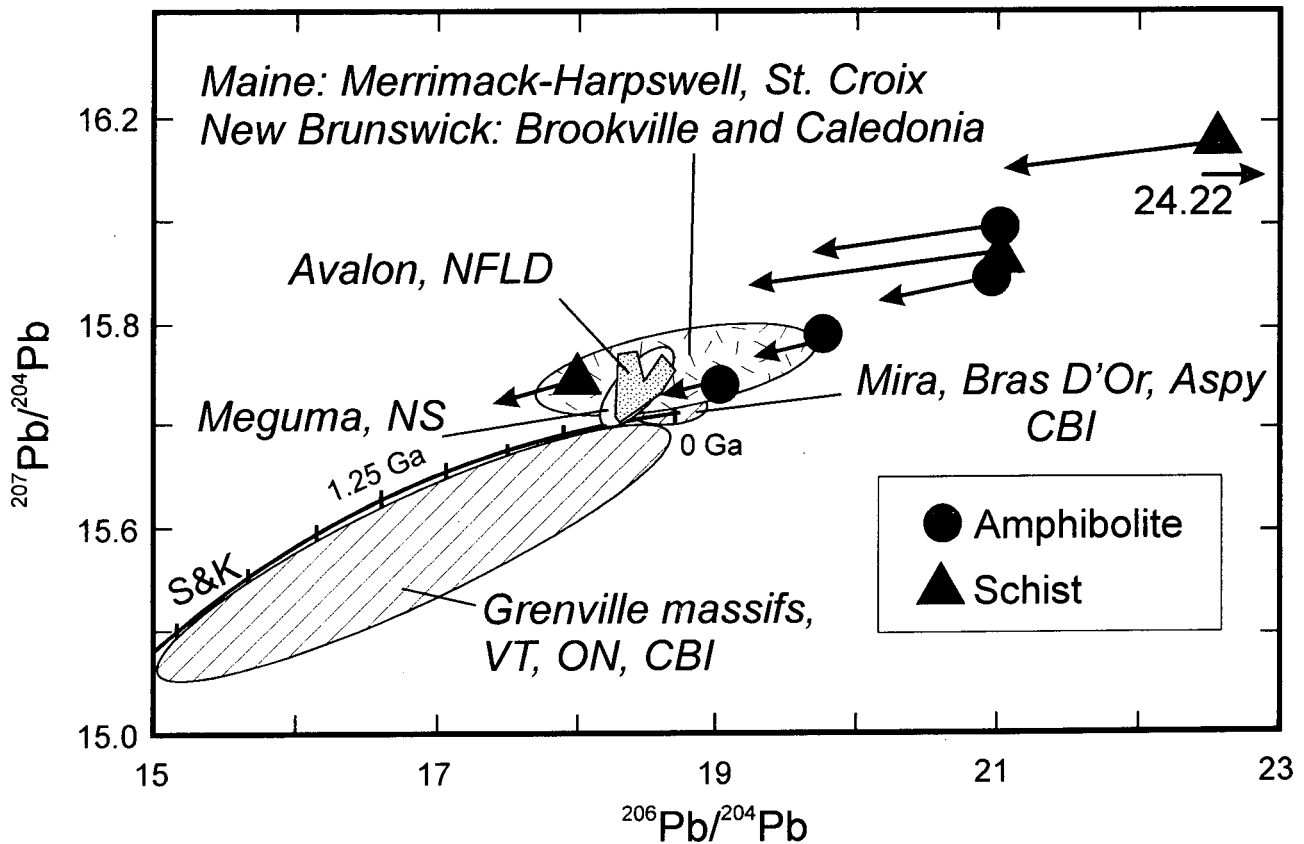 Maine: Merrimack-Harpswell, St. Croix
New Brunswick: Brookville and Caledonia
16.2
24.22
Avalon, NFLD
15.8
Mira, Bras D'Or, Aspy
CBI
Meguma, NS
0 Ga
1.25 Ga
15.6
S&K
Amphibolite
Schist
Grenville massifs,
VT, ON, CBI
15.0
15
17
19
21
23
207Pb/204Pb
206Pb/204Pb